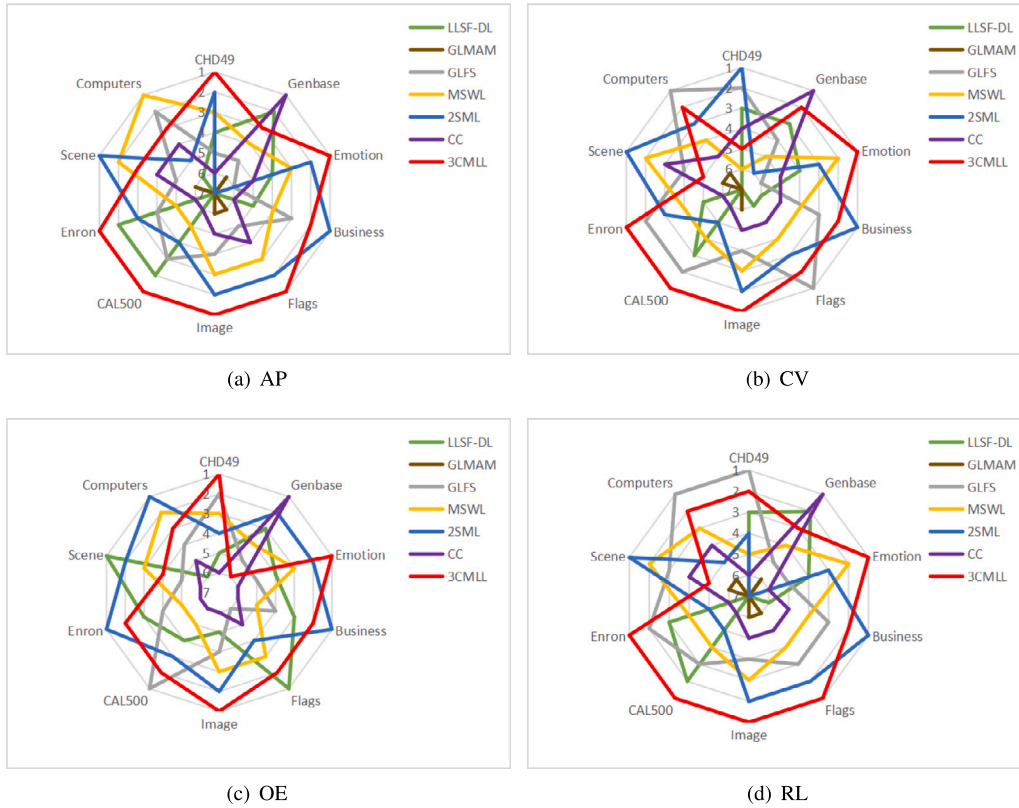 LLSF-DL
GLMAM
GLFS
MSWL
2SML
CC
3CMLL
CHD49
Genbase
Emotion
Business
Flags
Image
CAL500
Enron
Scene
Computers
1
2
3
4
5
6
(a) AP
LLSF-DL
GLMAM
GLFS
MSWL
2SML
CC
3CMLL
CHD49
Genbase
Emotion
Business
Flags
Image
CAL500
Enron
Scene
Computers
1
2
3
4
5
6
(b) CV
LLSF-DL
GLMAM
GLFS
MSWL
2SML
CC
3CMLL
CHD49
Genbase
Emotion
Business
Flags
Image
CAL500
Enron
Scene
Computers
1
2
3
4
5
6
7
(c) OE
LLSF-DL
GLMAM
GLFS
MSWL
2SML
CC
3CMLL
CHD49
Genbase
Emotion
Business
Flags
Image
CAL500
Enron
Scene
Computers
1
2
3
4
5
6
(d) RL